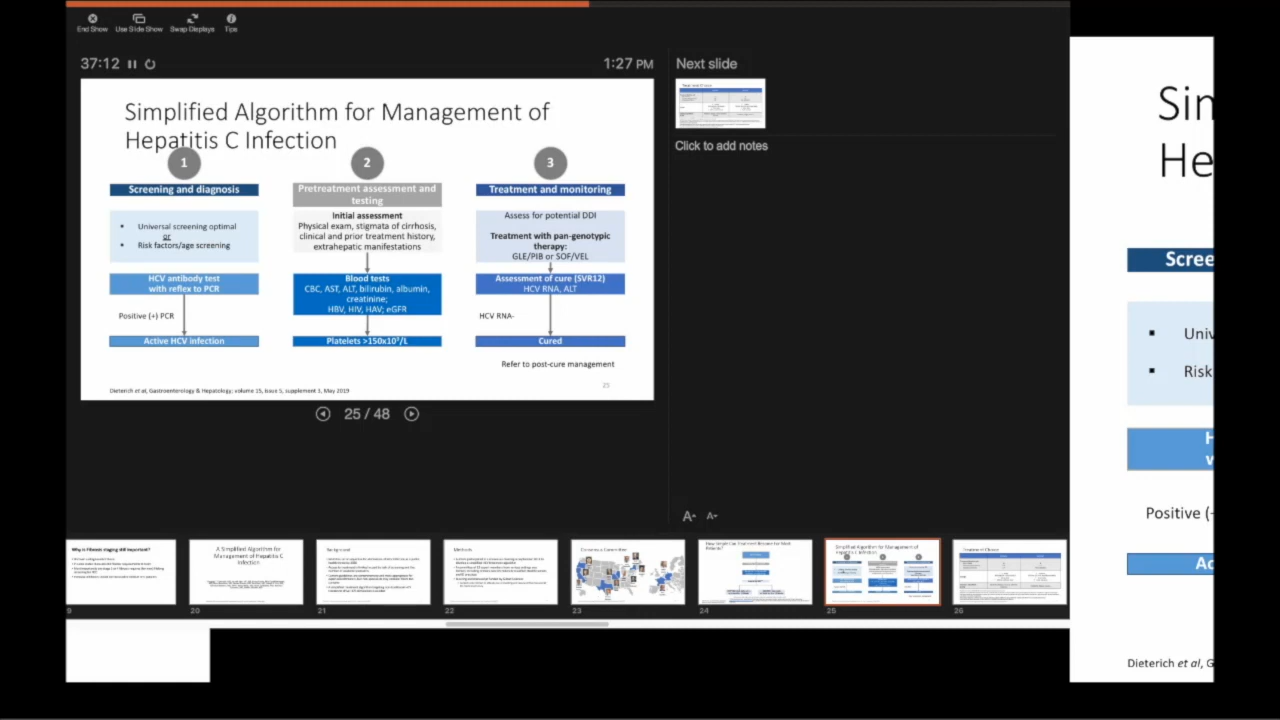 End Show
Use Slide Show
Swap Displays
Tips
37:12
1:27 PM
Next slide
Click to add notes
Simplified Algorithm for Management of
Hepatitis C Infection
1
Screening and diagnosis
• Universal screening optimal
or
• Risk factors/age screening
HCV antibody test
with reflex to PCR
Positive (+) PCR
Active HCV infection
2
Pretreatment assessment and
testing
Initial assessment
Physical exam, stigmata of cirrhosis,
clinical and prior treatment history,
extrahepatic manifestations
Blood tests
CBC, AST, ALT, bilirubin, albumin,
creatinine;
HBV, HIV, HAV; eGFR
Platelets >150x10⁹/L
3
Treatment and monitoring
Assess for potential DDI
Treatment with pan-genotypic
therapy:
GLE/PIB or SOF/VEL
Assessment of cure (SVR12)
HCV RNA, ALT
HCV RNA-
Cured
Refer to post-cure management
25
Dieterich et al, Gastroenterology & Hepatology; volume 15, issue 5, supplement 3, May 2019
25 / 48
A
A
Why is Fibrosis staging still important?
A Simplified Algorithm for
Management of Hepatitis C
Infection
Background
Methods
Consensus Committee
How Simple Can Treatment Become For Most
Patients?
Simplified Algorithm for Management of
Hepatitis C Infection
Treatment Choice
9
20
21
22
23
24
25
26
Sim
He
Scree
▪ Univ
▪ Risk
H
w
Positive (-
Ac
Dieterich et al, G